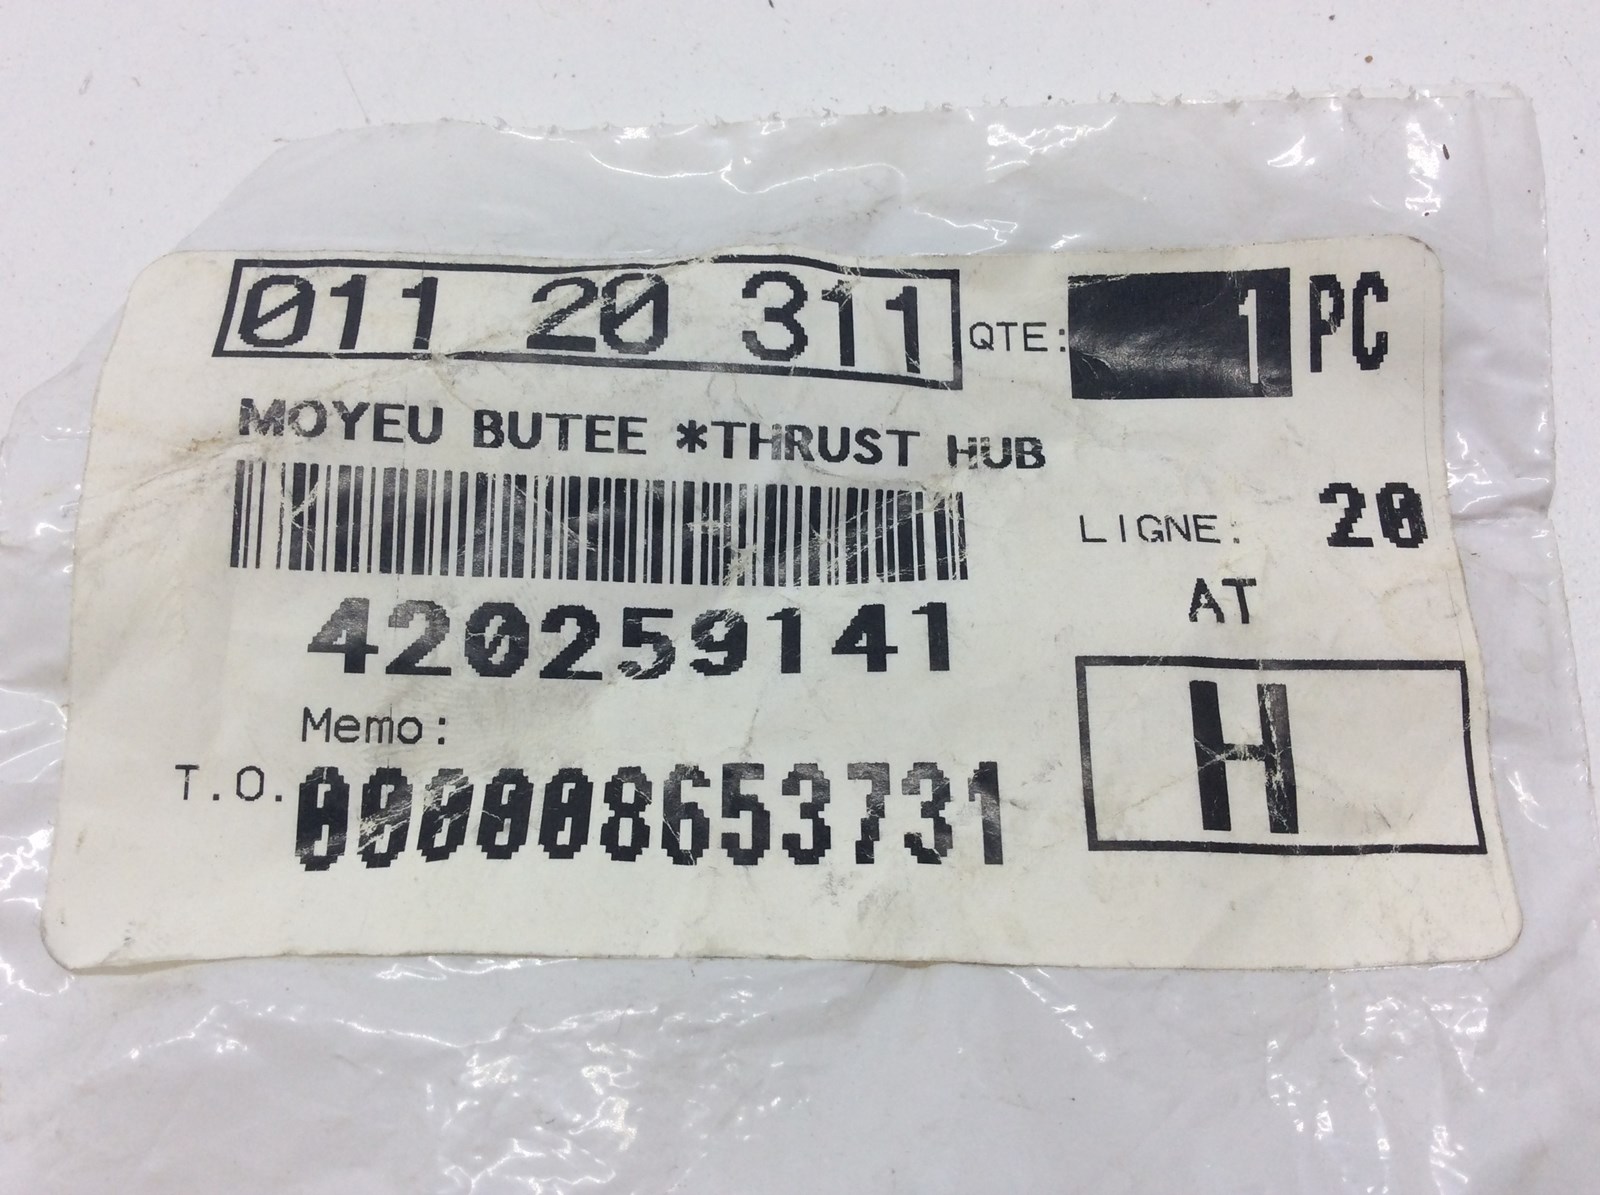 011 20 311 QTE: 1 PC
MOYEU BUTEE *THRUST HUB
LIGNE: 20
420259141
AT
Memo:
H
T.O. 000008653731